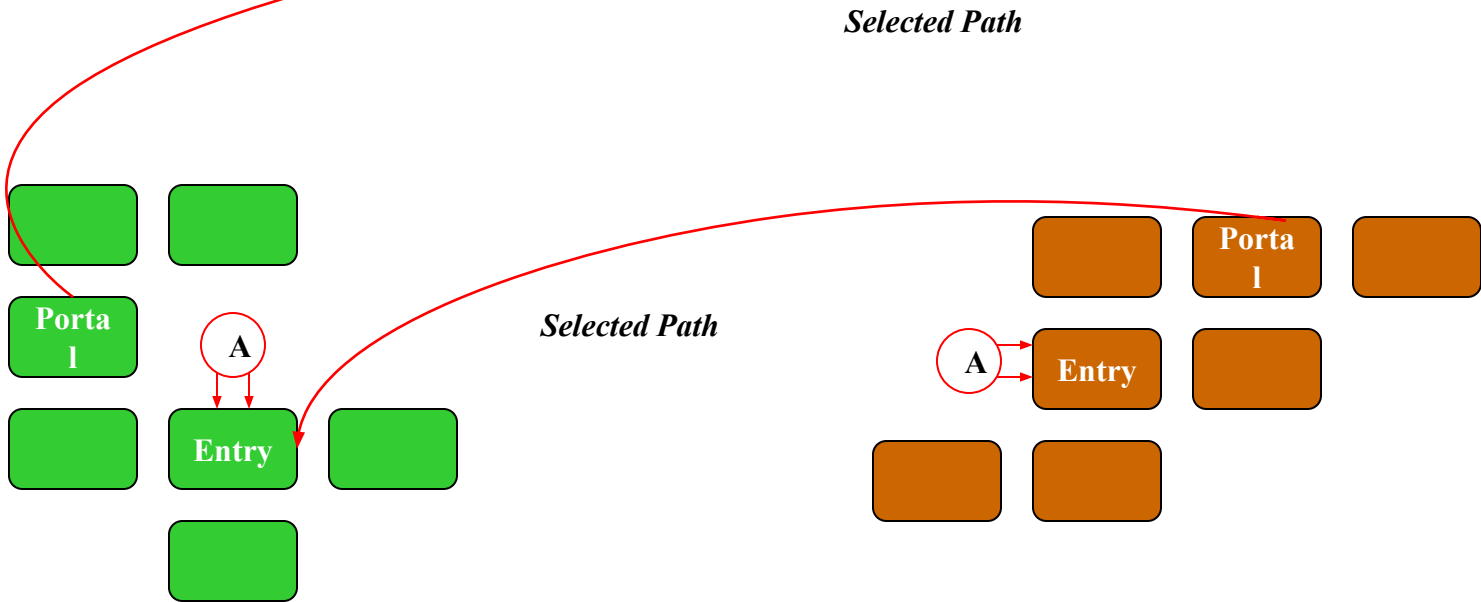 Selected Path
Porta
l
A
Selected Path
Porta
l
A
Entry
Entry